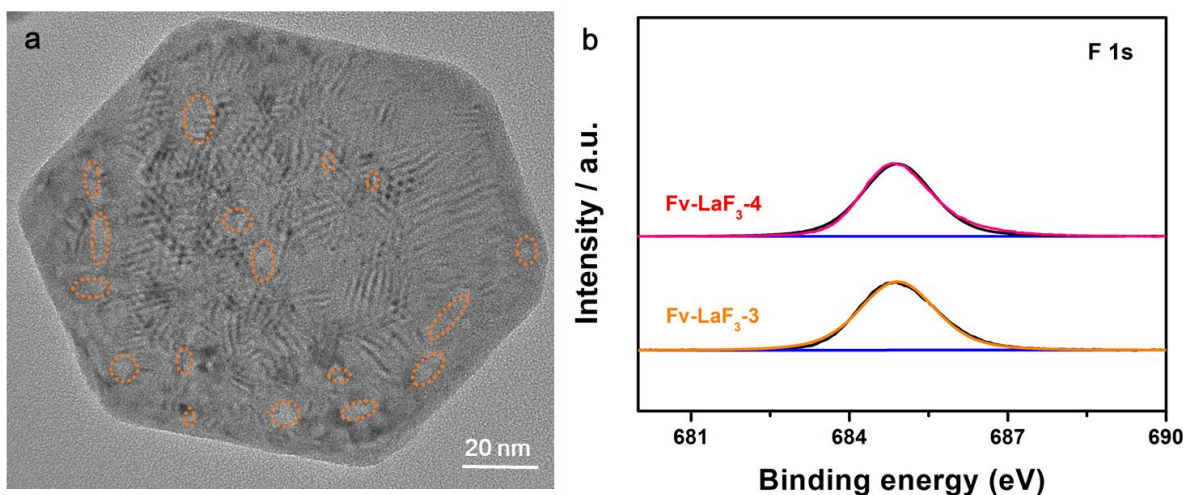 a
20 nm
b
F 1s
Fv-LaF₃-4
Fv-LaF₃-3
Intensity / a.u.
681 684 687 690
Binding energy (eV)